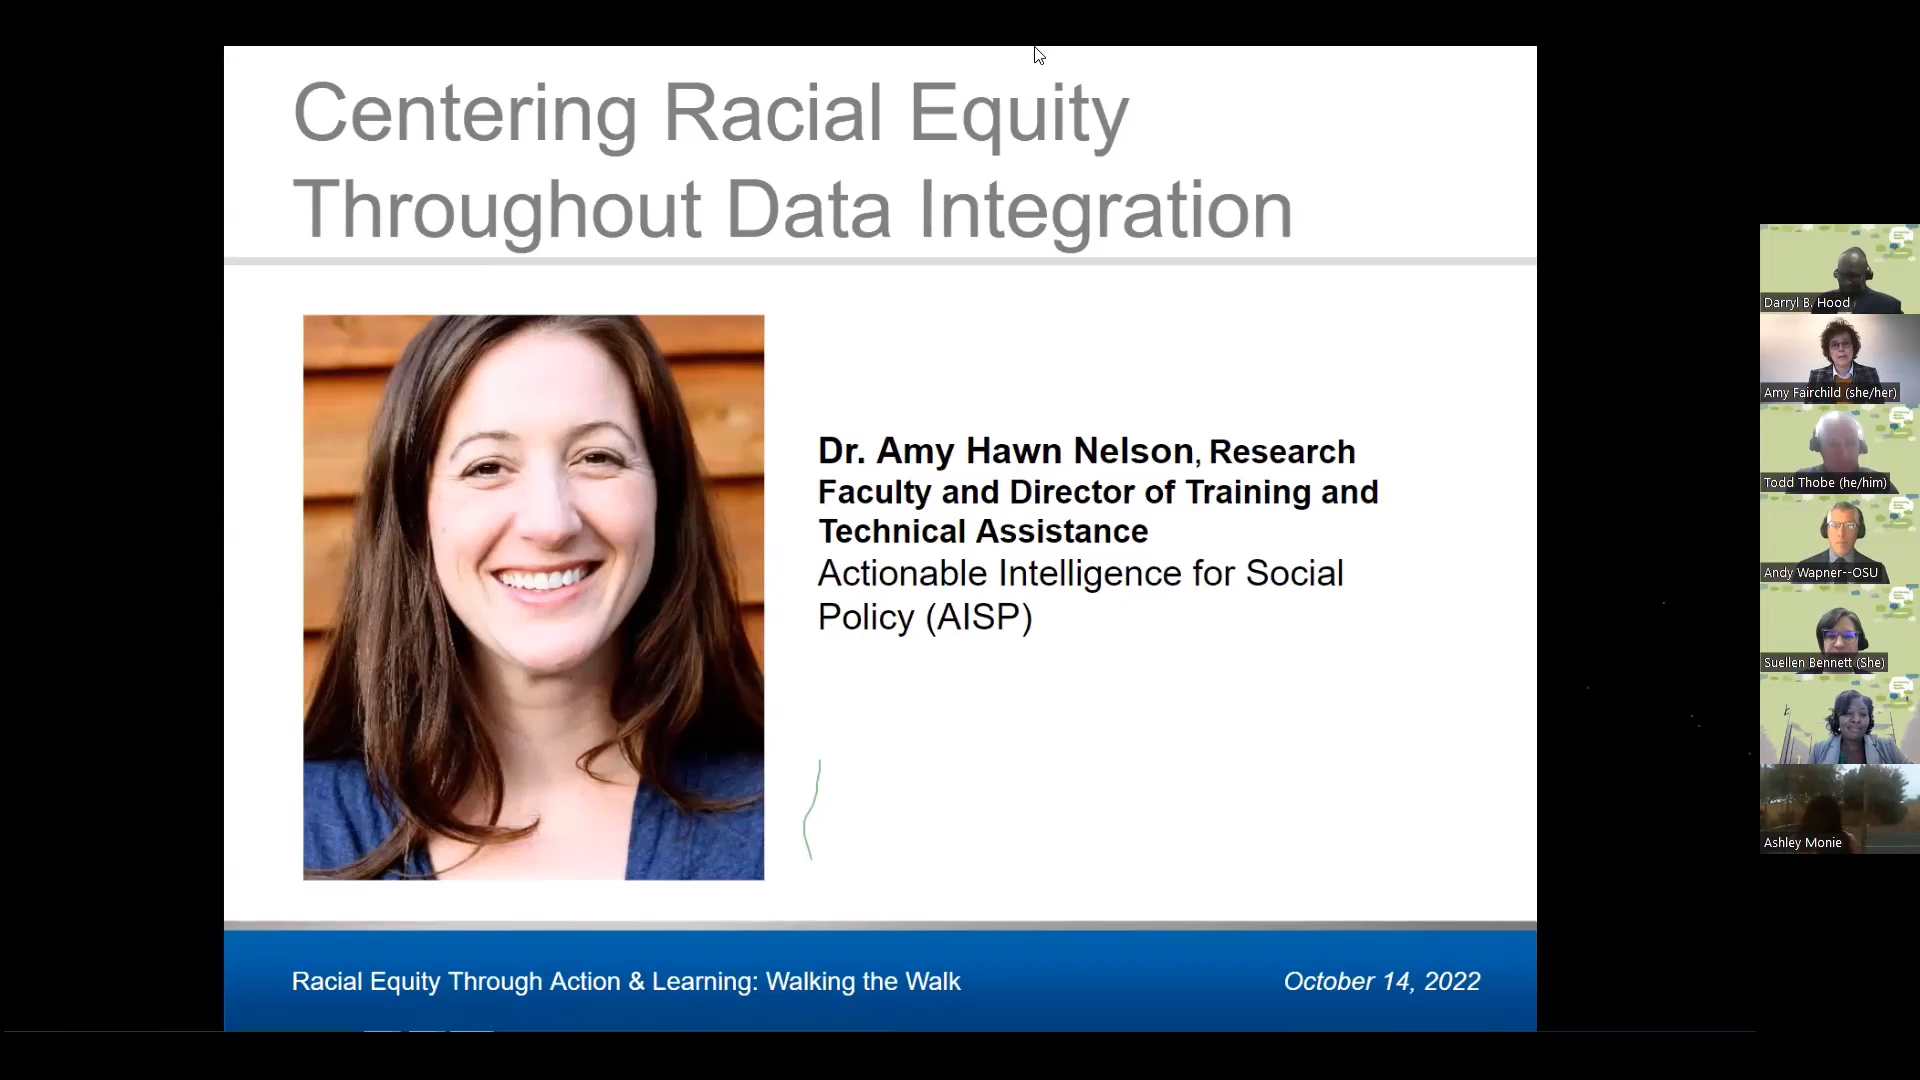 Centering Racial Equity
Throughout Data Integration
Dr. Amy Hawn Nelson, Research
Faculty and Director of Training and
Technical Assistance
Actionable Intelligence for Social
Policy (AISP)
Racial Equity Through Action & Learning: Walking the Walk
October 14, 2022
Darryl B. Hood
Amy Fairchild (she/her)
Todd Thobe (he/him)
Andy Wapner--OSU
Suellen Bennett (She)
Ashley Monie